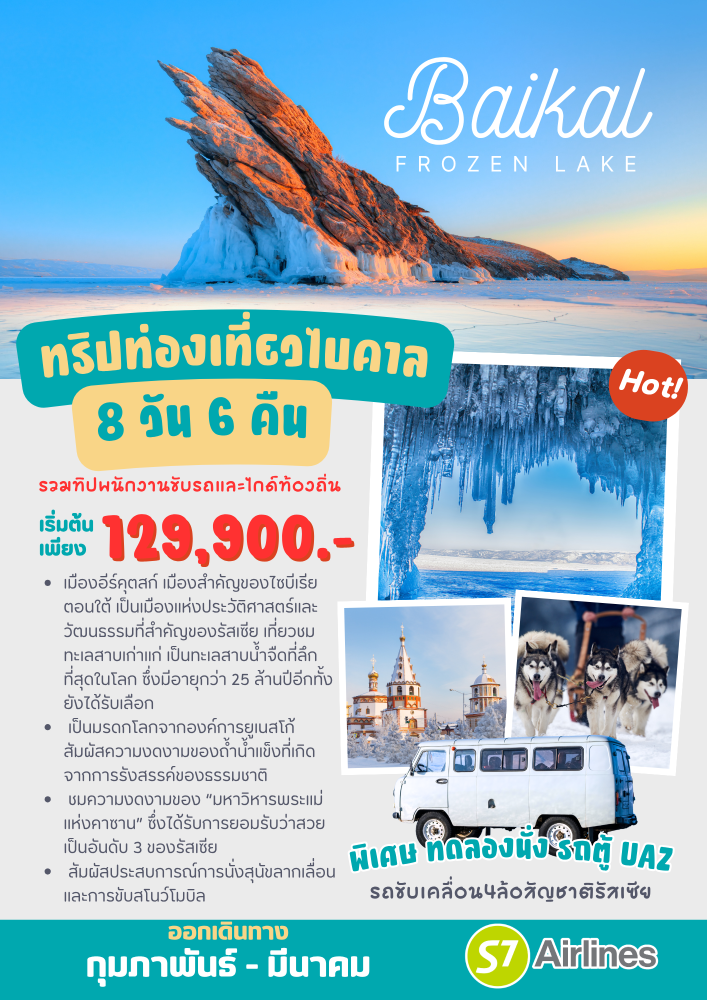 Baikal
FROZEN LAKE
ทริปท่องเที่ยวไบคาล
8 วัน 6 คืน
Hot!
รวมทิปพนักงานขับรถและไกด์ท้องถิ่น
เริ่มต้น
เพียง
129,900.-
• เมืองอีร์คุตสก์ เมืองสำคัญของไซบีเรีย
ตอนใต้ เป็นเมืองแห่งประวัติศาสตร์และ
วัฒนธรรมที่สำคัญของรัสเซีย เที่ยวชม
ทะเลสาบเก่าแก่ เป็นทะเลสาบน้ำจืดที่ลึก
ที่สุดในโลก ซึ่งมีอายุกว่า 25 ล้านปีอีกทั้ง
ยังได้รับเลือก
• เป็นมรดกโลกจากองค์การยูเนสโก้
สัมผัสความงดงามของถ้ำน้ำแข็งที่เกิด
จากการรังสรรค์ของธรรมชาติ
• ชมความงดงามของ “มหาวิหารพระแม่
แห่งคาซาน” ซึ่งได้รับการยอมรับว่าสวย
เป็นอันดับ 3 ของรัสเซีย
• สัมผัสประสบการณ์การนั่งสุนัขลากเลื่อน
และการขับสโนว์โมบิล
พิเศษ ทดลองนั่ง รถตู้ UAZ
รถขับเคลื่อน4ล้อสัญชาติรัสเซีย
ออกเดินทาง
กุมภาพันธ์ - มีนาคม
S7 Airlines